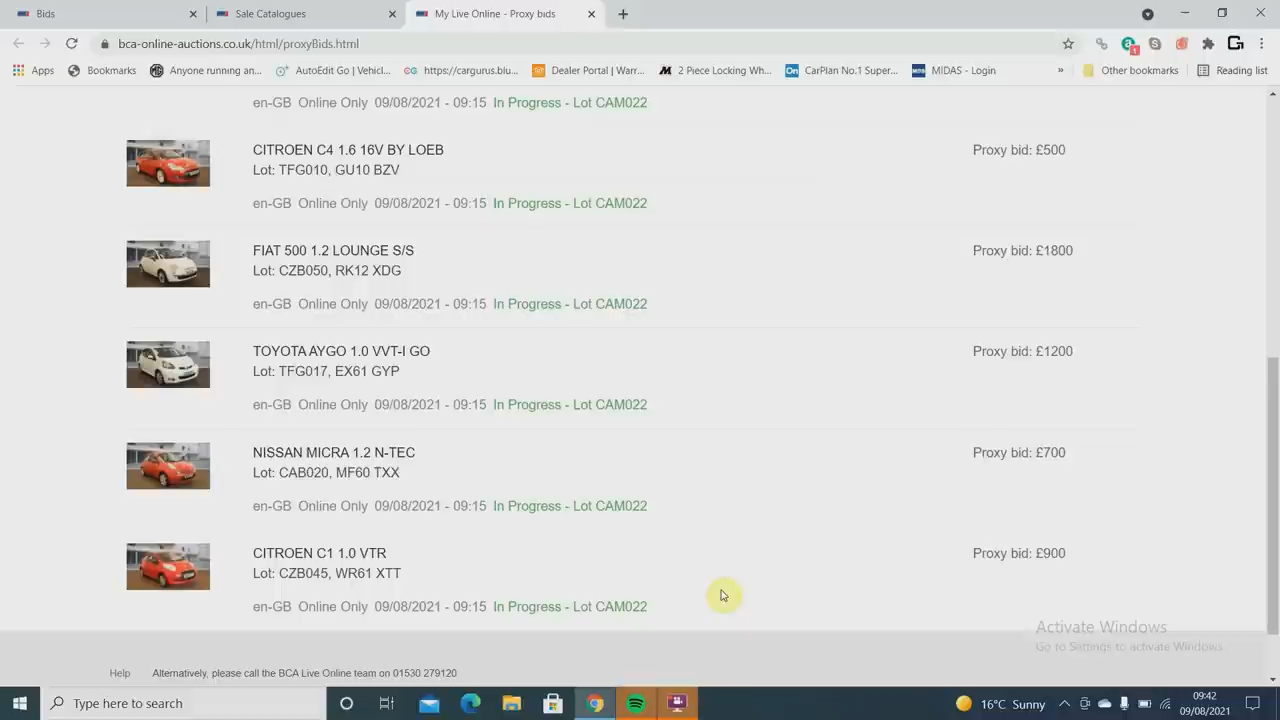 Bids
Sale Catalogues
My Live Online - Proxy bids
bca-online-auctions.co.uk/html/proxyBids.html
Apps
Bookmarks
Anyone running an...
AutoEdit Go | Vehicl...
https://cargurus.blu...
Dealer Portal | Warr...
2 Piece Locking Wh...
CarPlan No.1 Super...
MIDAS - Login
»
Other bookmarks
Reading list
en-GB Online Only 09/08/2021 - 09:15 In Progress - Lot CAM022
CITROEN C4 1.6 16V BY LOEB
Proxy bid: £500
Lot: TFG010, GU10 BZV
en-GB Online Only 09/08/2021 - 09:15 In Progress - Lot CAM022
FIAT 500 1.2 LOUNGE S/S
Proxy bid: £1800
Lot: CZB050, RK12 XDG
en-GB Online Only 09/08/2021 - 09:15 In Progress - Lot CAM022
TOYOTA AYGO 1.0 VVT-I GO
Proxy bid: £1200
Lot: TFG017, EX61 GYP
en-GB Online Only 09/08/2021 - 09:15 In Progress - Lot CAM022
NISSAN MICRA 1.2 N-TEC
Proxy bid: £700
Lot: CAB020, MF60 TXX
en-GB Online Only 09/08/2021 - 09:15 In Progress - Lot CAM022
CITROEN C1 1.0 VTR
Proxy bid: £900
Lot: CZB045, WR61 XTT
en-GB Online Only 09/08/2021 - 09:15 In Progress - Lot CAM022
Activate Windows
Go to Settings to activate Windows.
Help
Alternatively, please call the BCA Live Online team on 01530 279120
Type here to search
16°C Sunny
09:42
09/08/2021